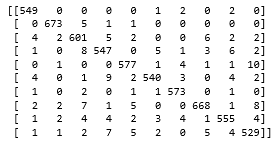 [[549 0 0 0 0 1 2 0 2 0]
[ 0 673 5 1 1 0 0 0 0 0]
[ 4 2 601 5 2 0 0 6 2 2]
[ 1 0 8 547 0 5 1 3 6 2]
[ 0 1 0 0 577 1 4 1 1 10]
[ 4 0 1 9 2 540 3 0 4 2]
[ 1 0 2 0 1 1 573 0 1 0]
[ 2 2 7 1 5 0 0 668 1 8]
[ 1 2 4 4 2 3 4 1 555 4]
[ 1 1 2 7 5 2 0 5 4 529]]